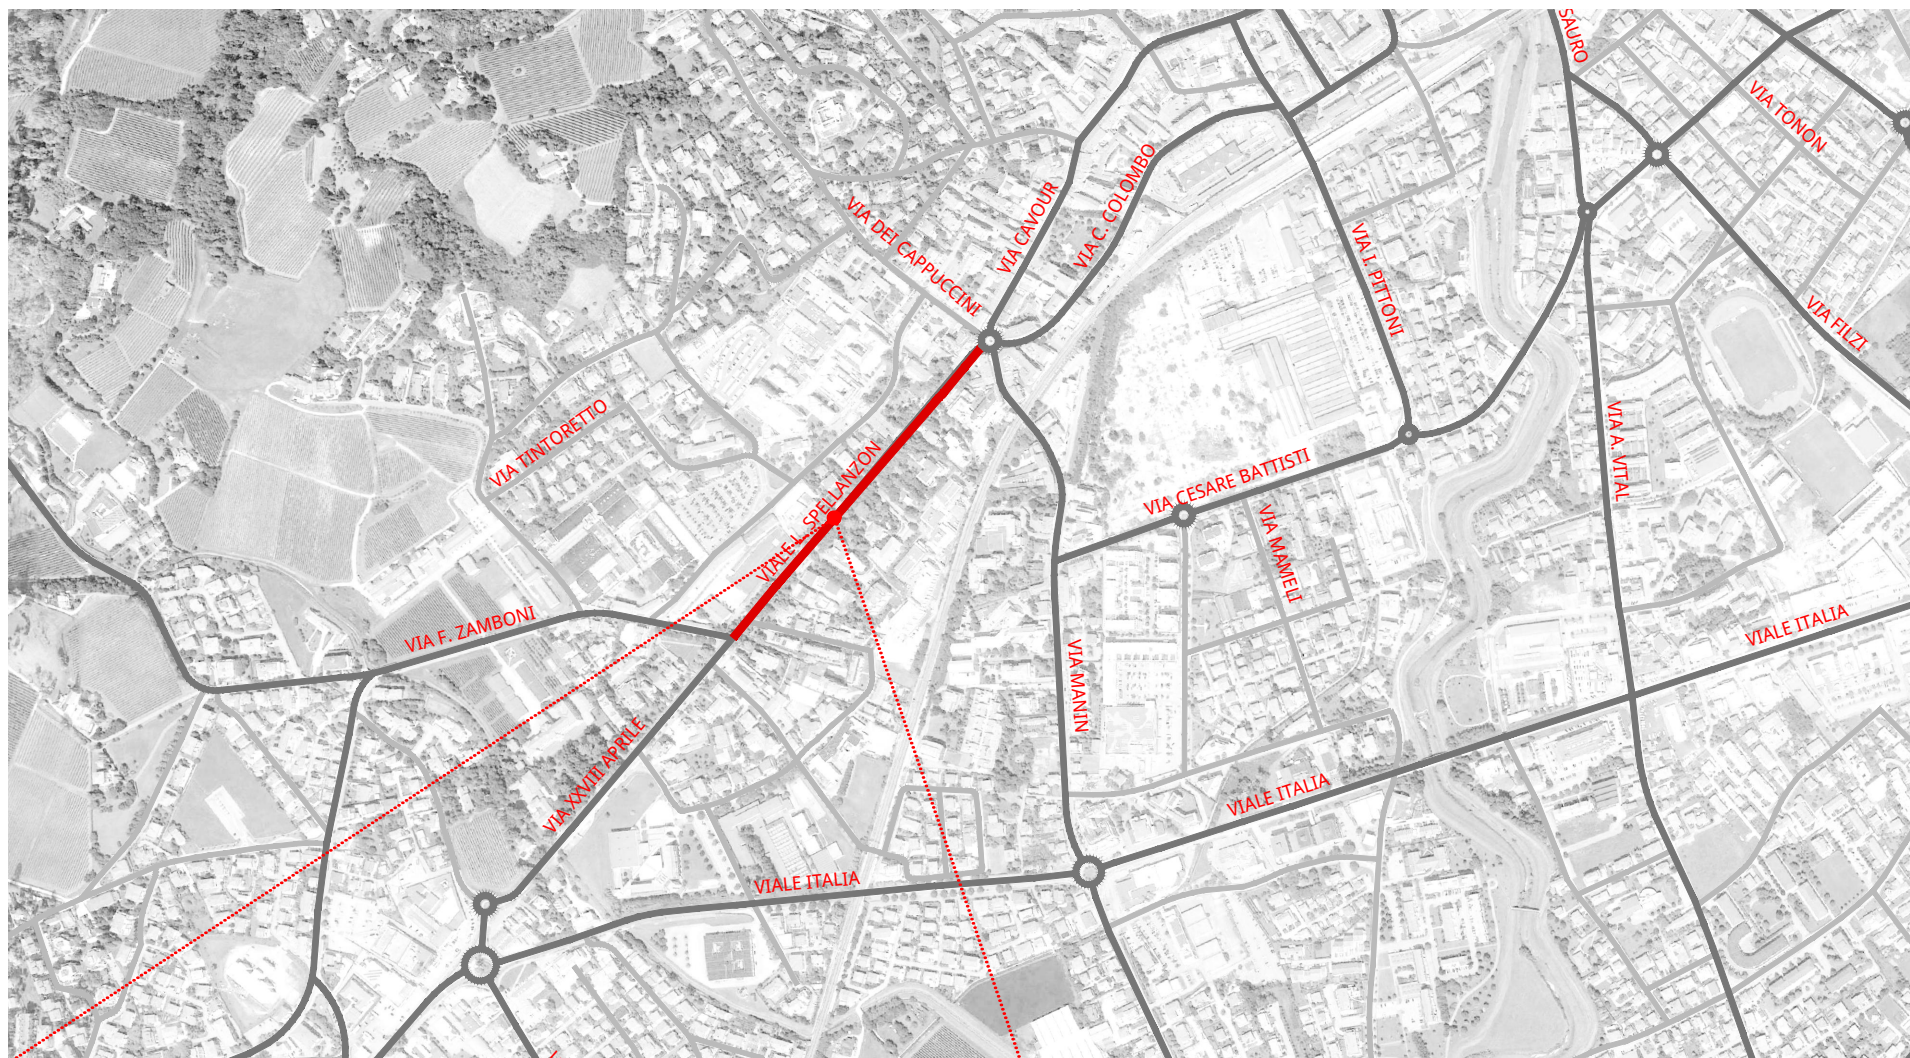 SAURO
VIA TONON
VIA DEI CAPPUCCINI
VIA CAVOUR
VIA C. COLOMBO
VIA I. PITTONI
VIA FILZI
VIA TINTORETTO
VIALE L. SPELLANZON
VIA CESARE BATTISTI
VIA A. VITAL
VIA MAMELI
VIA F. ZAMBONI
VIALE ITALIA
VIA MANIN
VIA XXVIII APRILE
VIALE ITALIA
VIALE ITALIA